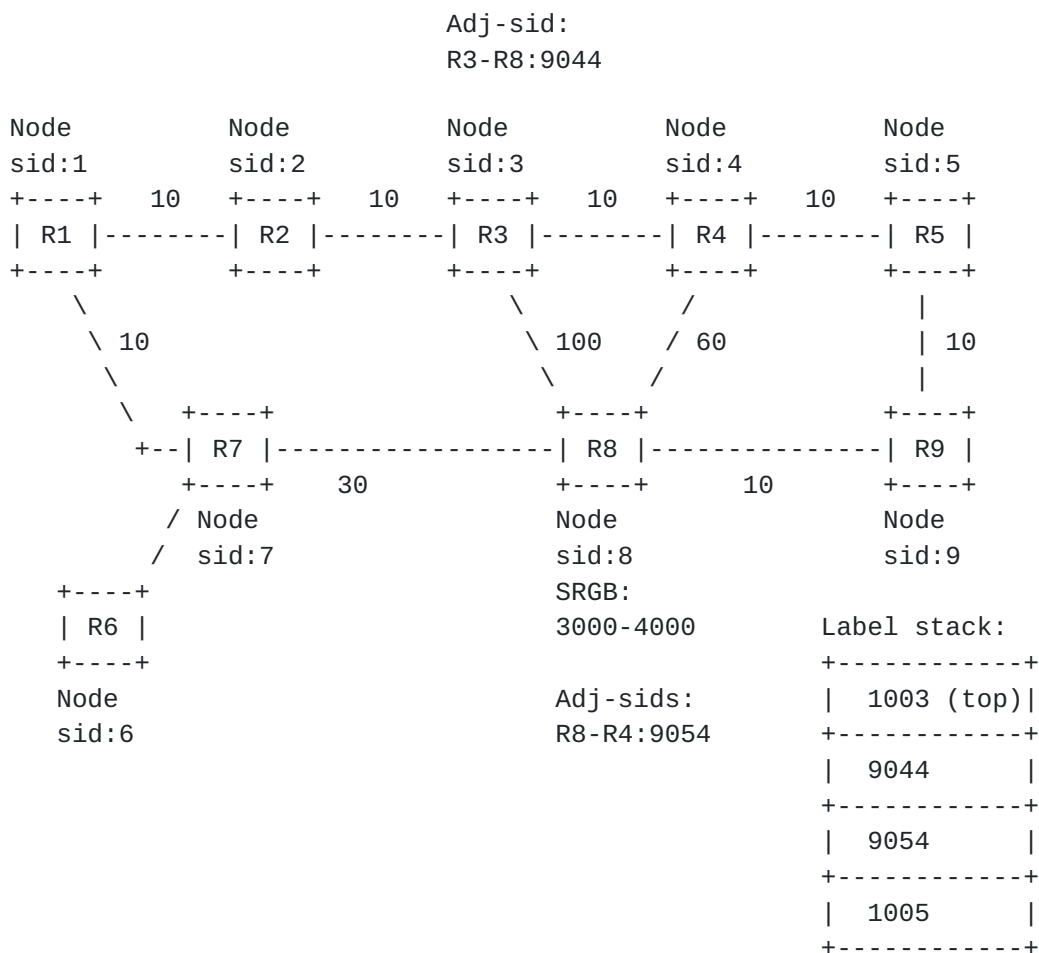 Adj-sid:
R3-R8:9044
Node Node Node Node Node
sid:1 sid:2 sid:3 sid:4 sid:5
+----+ 10 +----+ 10 +----+ 10 +----+ 10 +----+
| R1 |--------| R2 |--------| R3 |--------| R4 |--------| R5 |
+----+ +----+ +----+ +----+ +----+
\ \ / |
\ 10 \ 100 / 60 | 10
\ \ / |
\ +----+ +----+ +----+
+--| R7 |------------------| R8 |---------------| R9 |
+----+ 30 +----+ 10 +----+
/ Node Node Node
/ sid:7 sid:8 sid:9
+----+ SRGB:
| R6 | 3000-4000 Label stack:
+----+ +------------+
Node Adj-sids: | 1003 (top)|
sid:6 R8-R4:9054 +------------+
| 9044 |
+------------+
| 9054 |
+------------+
| 1005 |
+------------+